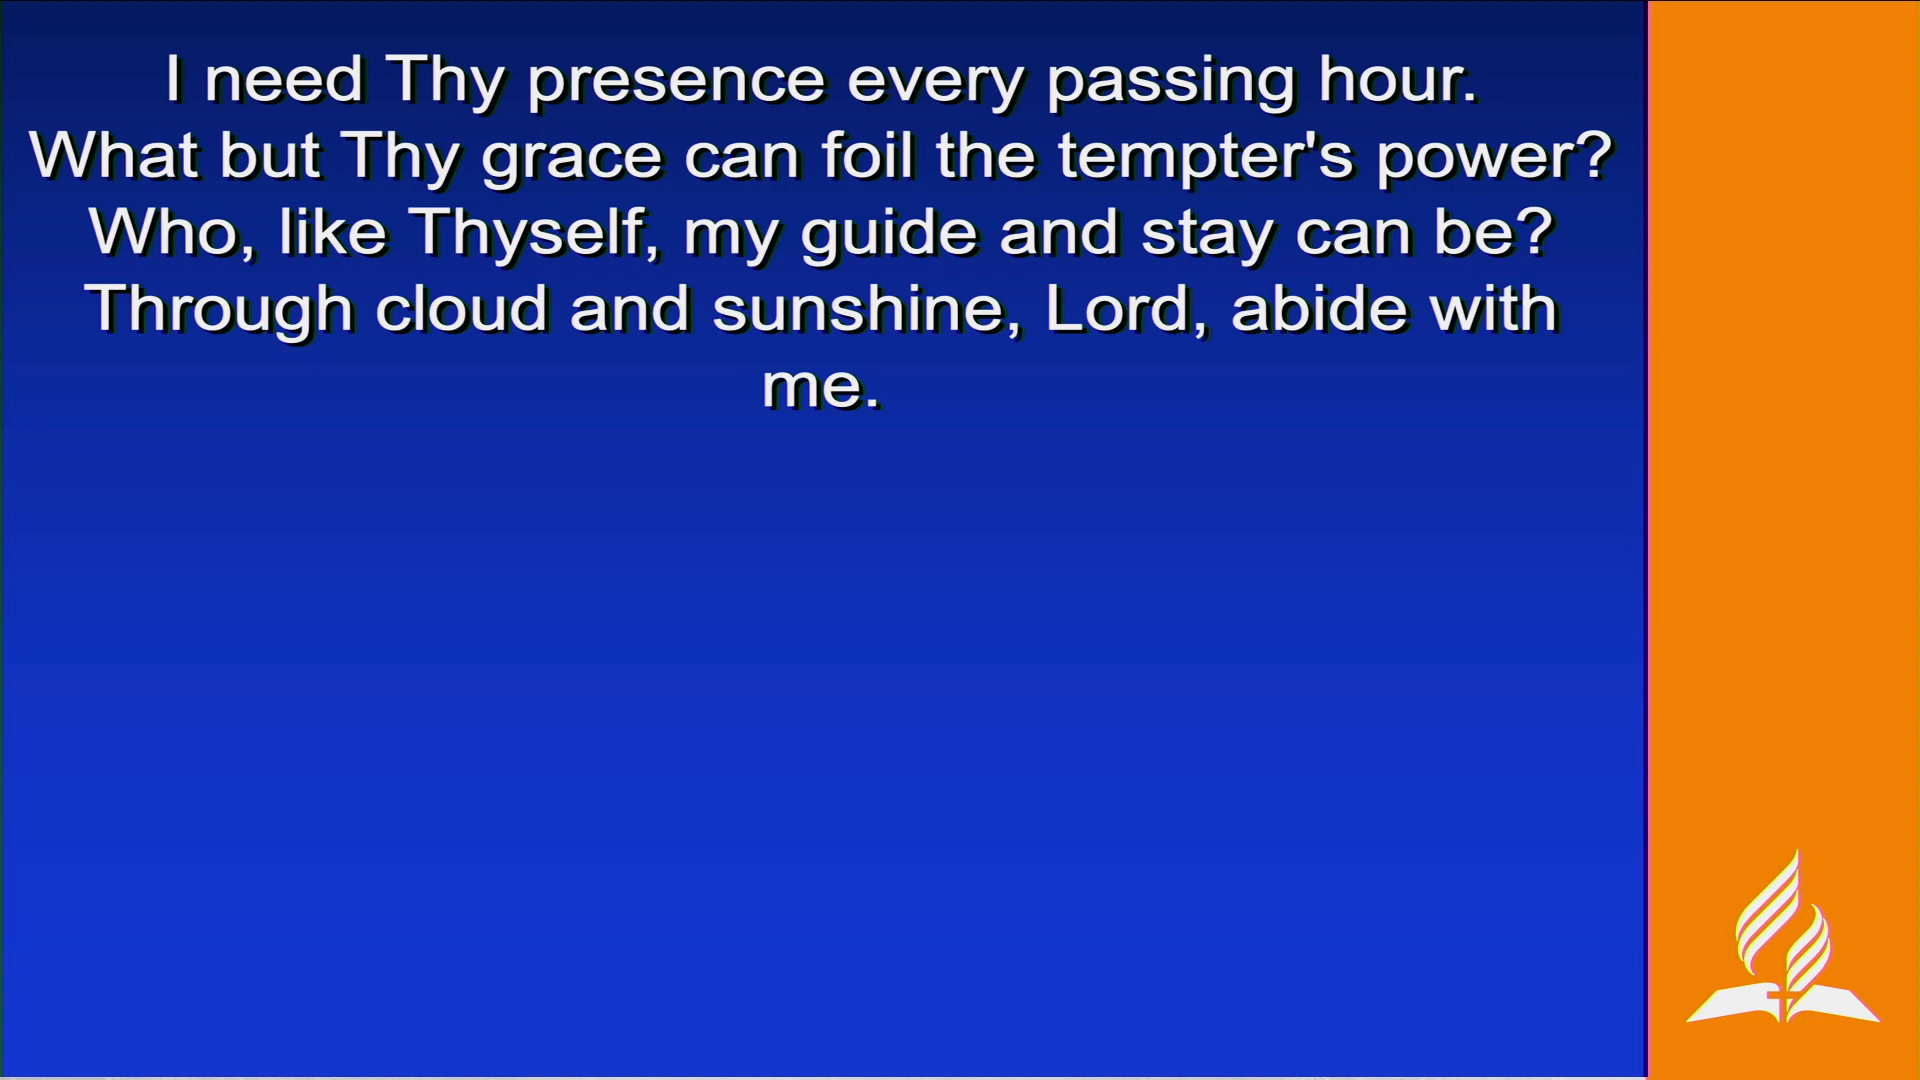 I need Thy presence every passing hour.
What but Thy grace can foil the tempter's power?
Who, like Thyself, my guide and stay can be?
Through cloud and sunshine, Lord, abide with
me.